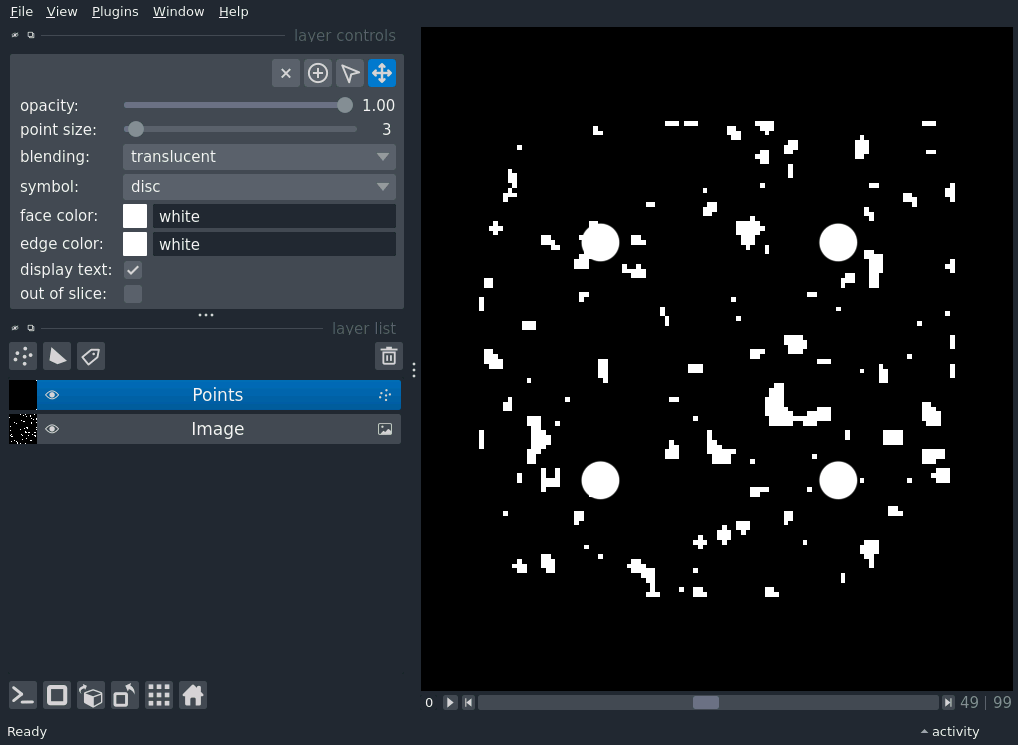 File View Plugins Window Help
layer controls
opacity: 1.00
point size: 3
blending: translucent
symbol: disc
face color: white
edge color: white
display text:
out of slice:
layer list
Points
Image
0 49 | 99
Ready activity